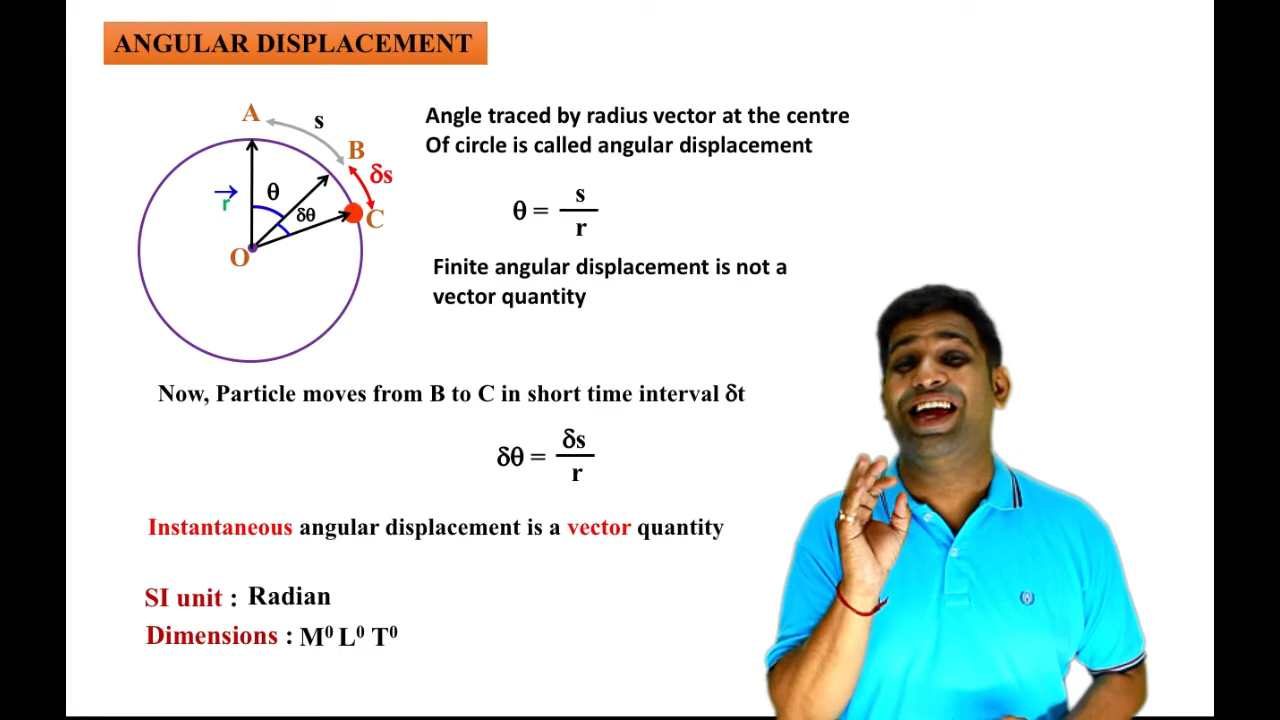 ANGULAR DISPLACEMENT
A
s
B
δs
r
θ
δθ
C
O
Angle traced by radius vector at the centre
Of circle is called angular displacement
θ = s / r
Finite angular displacement is not a
vector quantity
Now, Particle moves from B to C in short time interval δt
δθ = δs / r
Instantaneous angular displacement is a vector quantity
SI unit : Radian
Dimensions : M⁰ L⁰ T⁰